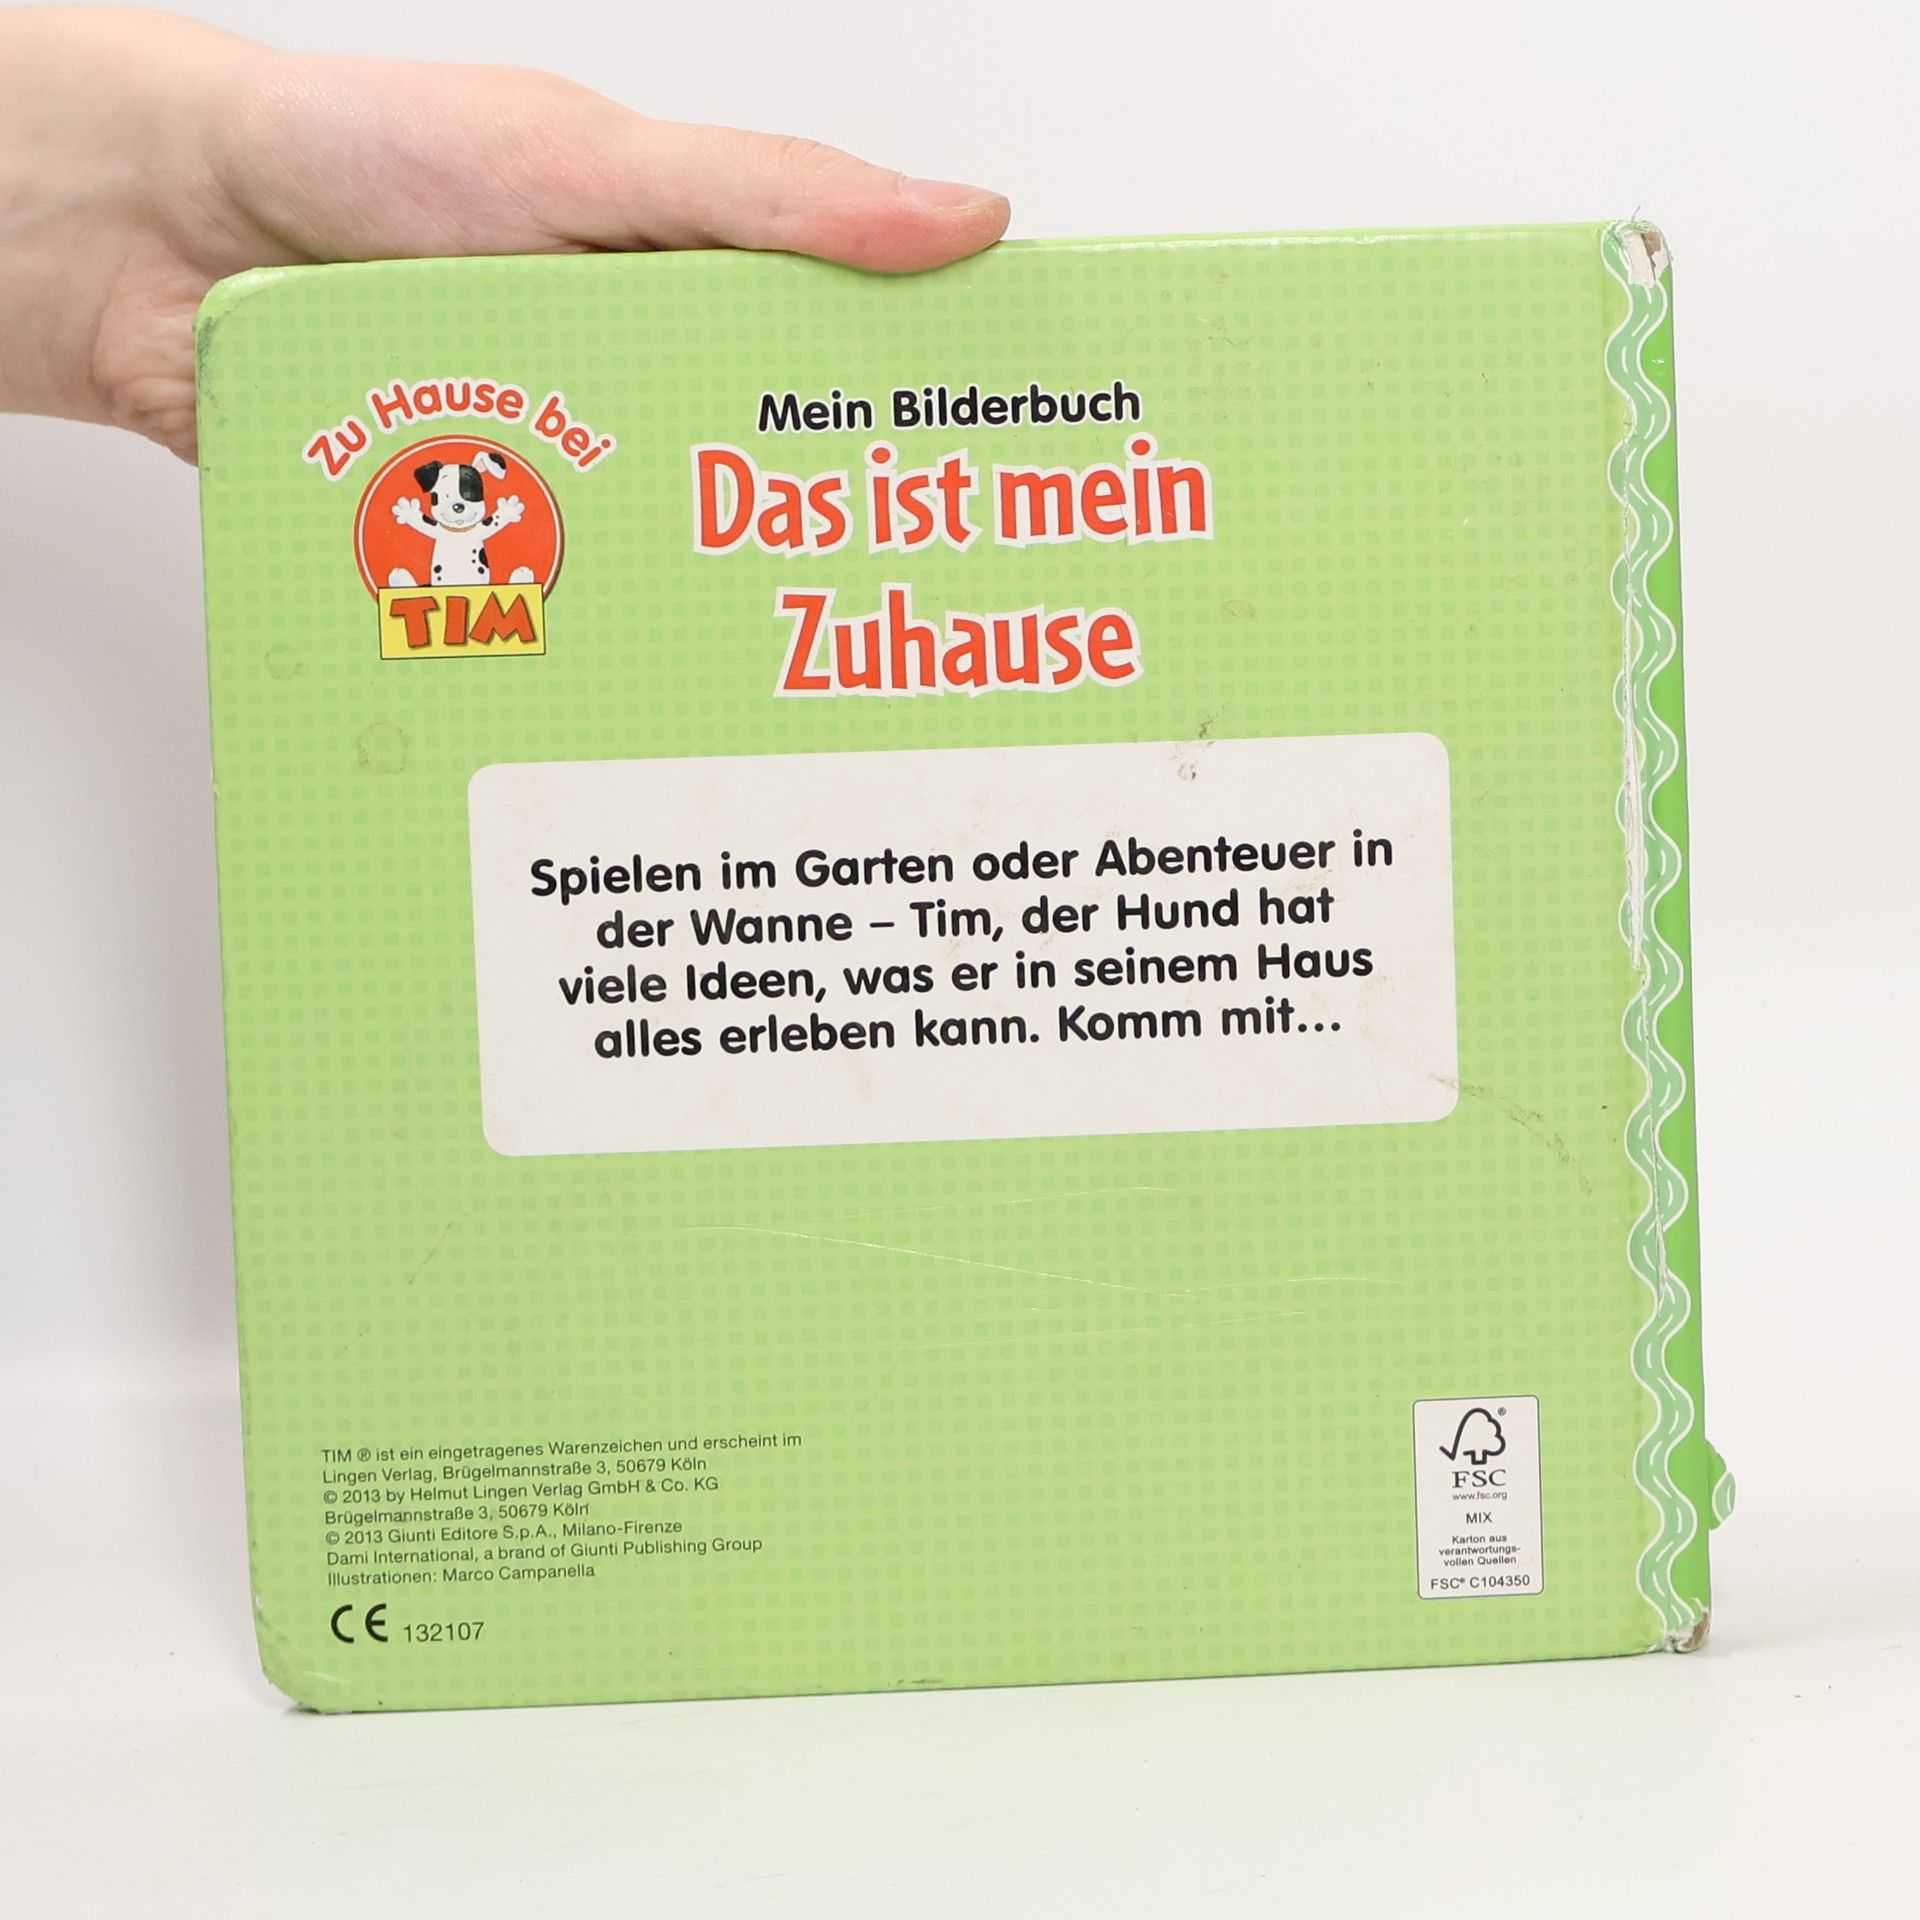 Zu Hause bei
TIM
Mein Bilderbuch
Das ist mein
Zuhause
Spielen im Garten oder Abenteuer in
der Wanne – Tim, der Hund hat
viele Ideen, was er in seinem Haus
alles erleben kann. Komm mit...
TIM ® ist ein eingetragenes Warenzeichen und erscheint im
Lingen Verlag, Brügelmannstraße 3, 50679 Köln
© 2013 by Helmut Lingen Verlag GmbH & Co. KG
Brügelmannstraße 3, 50679 Köln
© 2013 Giunti Editore S.p.A., Milano-Firenze
Dami International, a brand of Giunti Publishing Group
Illustrationen: Marco Campanella
CE 132107
®
FSC
www.fsc.org
MIX
Karton aus
verantwortungs-
vollen Quellen
FSC® C104350